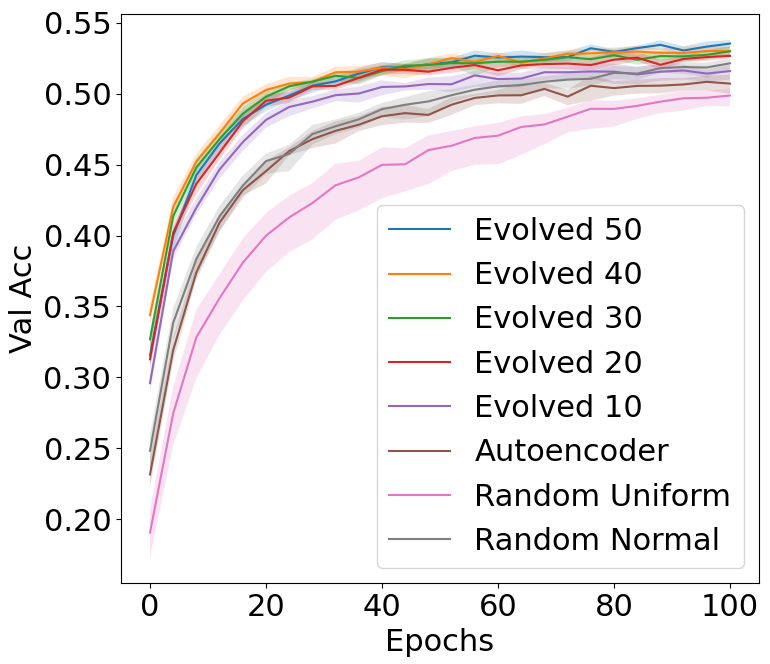 0.55
0.50
0.45
0.40
0.35
0.30
0.25
0.20
Val Acc
Evolved 50
Evolved 40
Evolved 30
Evolved 20
Evolved 10
Autoencoder
Random Uniform
Random Normal
0 20 40 60 80 100
Epochs